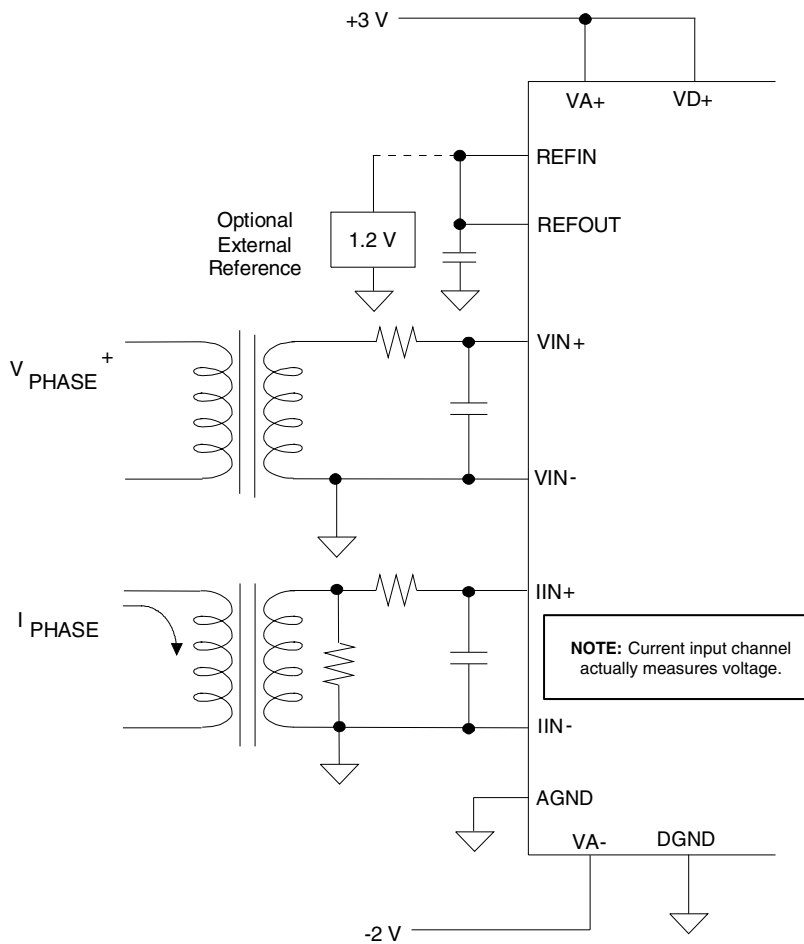 +3 V
VA+
VD+
REFIN
Optional
External
Reference
1.2 V
REFOUT
VIN+
V PHASE +
VIN-
IIN+
I PHASE
NOTE: Current input channel
actually measures voltage.
IIN-
AGND
VA-
DGND
-2 V